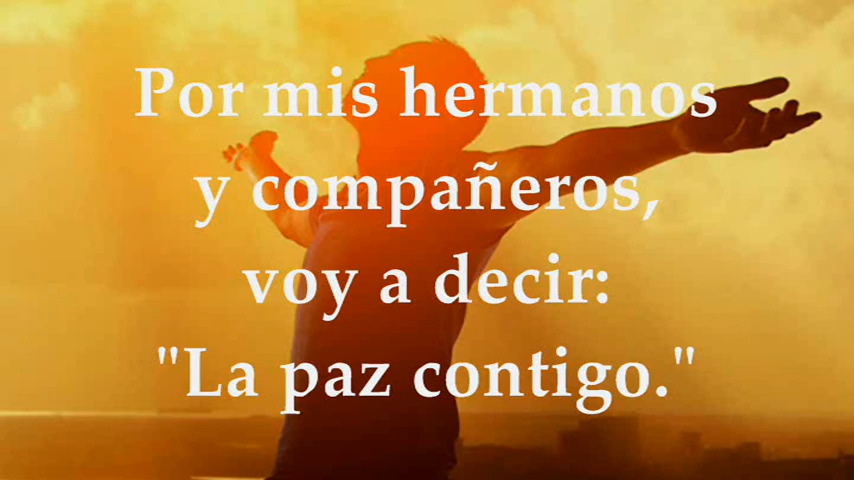 Por mis hermanos
y compañeros,
voy a decir:
"La paz contigo."